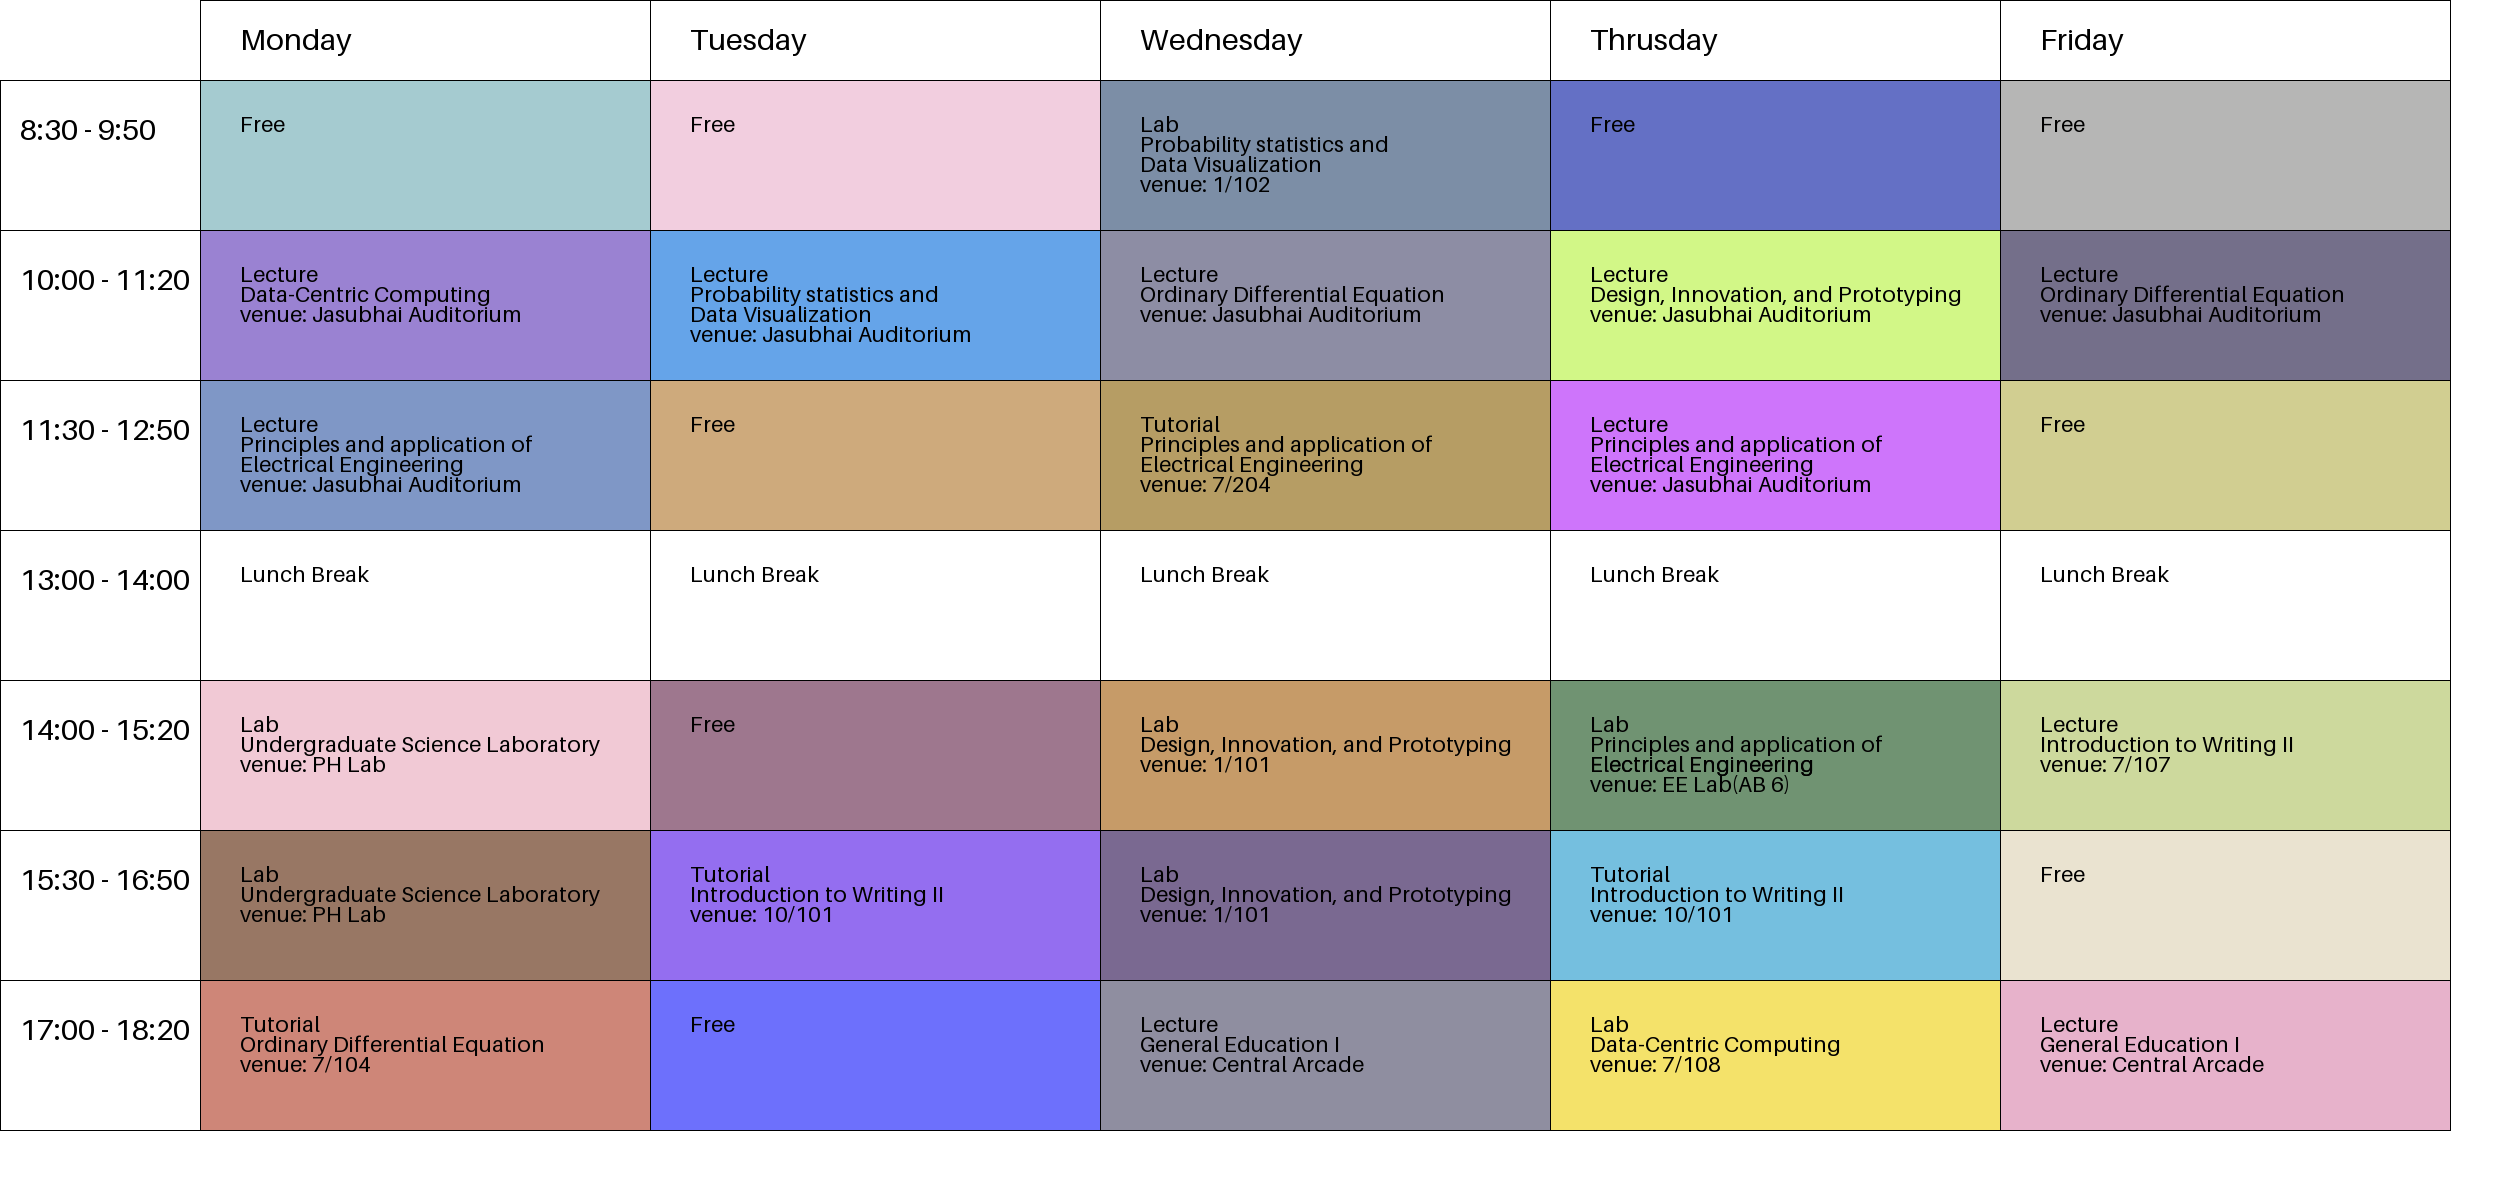 Monday
Tuesday
Wednesday
Thrusday
Friday
8:30 - 9:50
Free
Free
Lab
Probability statistics and
Data Visualization
venue: 1/102
Free
Free
10:00 - 11:20
Lecture
Data-Centric Computing
venue: Jasubhai Auditorium
Lecture
Probability statistics and
Data Visualization
venue: Jasubhai Auditorium
Lecture
Ordinary Differential Equation
venue: Jasubhai Auditorium
Lecture
Design, Innovation, and Prototyping
venue: Jasubhai Auditorium
Lecture
Ordinary Differential Equation
venue: Jasubhai Auditorium
11:30 - 12:50
Lecture
Principles and application of
Electrical Engineering
venue: Jasubhai Auditorium
Free
Tutorial
Principles and application of
Electrical Engineering
venue: 7/204
Lecture
Principles and application of
Electrical Engineering
venue: Jasubhai Auditorium
Free
13:00 - 14:00
Lunch Break
Lunch Break
Lunch Break
Lunch Break
Lunch Break
14:00 - 15:20
Lab
Undergraduate Science Laboratory
venue: PH Lab
Free
Lab
Design, Innovation, and Prototyping
venue: 1/101
Lab
Principles and application of
Electrical Engineering
venue: EE Lab(AB 6)
Lecture
Introduction to Writing II
venue: 7/107
15:30 - 16:50
Lab
Undergraduate Science Laboratory
venue: PH Lab
Tutorial
Introduction to Writing II
venue: 10/101
Lab
Design, Innovation, and Prototyping
venue: 1/101
Tutorial
Introduction to Writing II
venue: 10/101
Free
17:00 - 18:20
Tutorial
Ordinary Differential Equation
venue: 7/104
Free
Lecture
General Education I
venue: Central Arcade
Lab
Data-Centric Computing
venue: 7/108
Lecture
General Education I
venue: Central Arcade